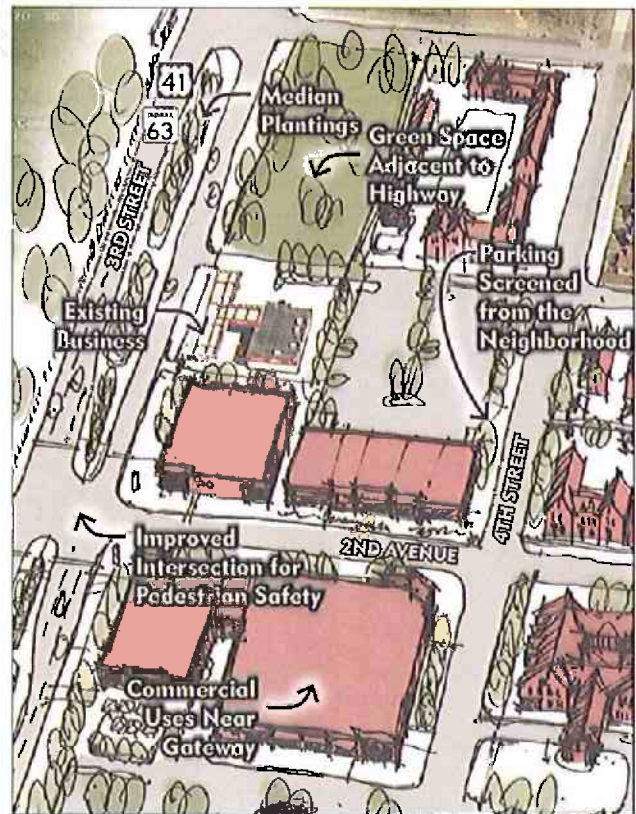 41
63
3RD STREET
Median
Plantings
Green Space
Adjacent to
Highway
Parking
Screened
from the
Neighborhood
Existing
Business
4TH STREET
2ND AVENUE
Improved
Intersection for
Pedestrian Safety
Commercial
Uses Near
Gateway